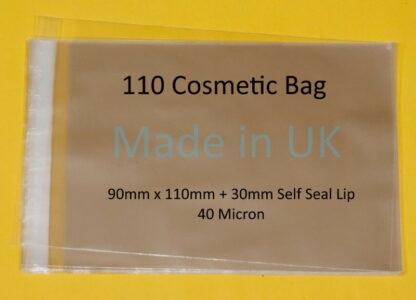 110 Cosmetic Bag
Made in UK
90mm x 110mm + 30mm Self Seal Lip
40 Micron